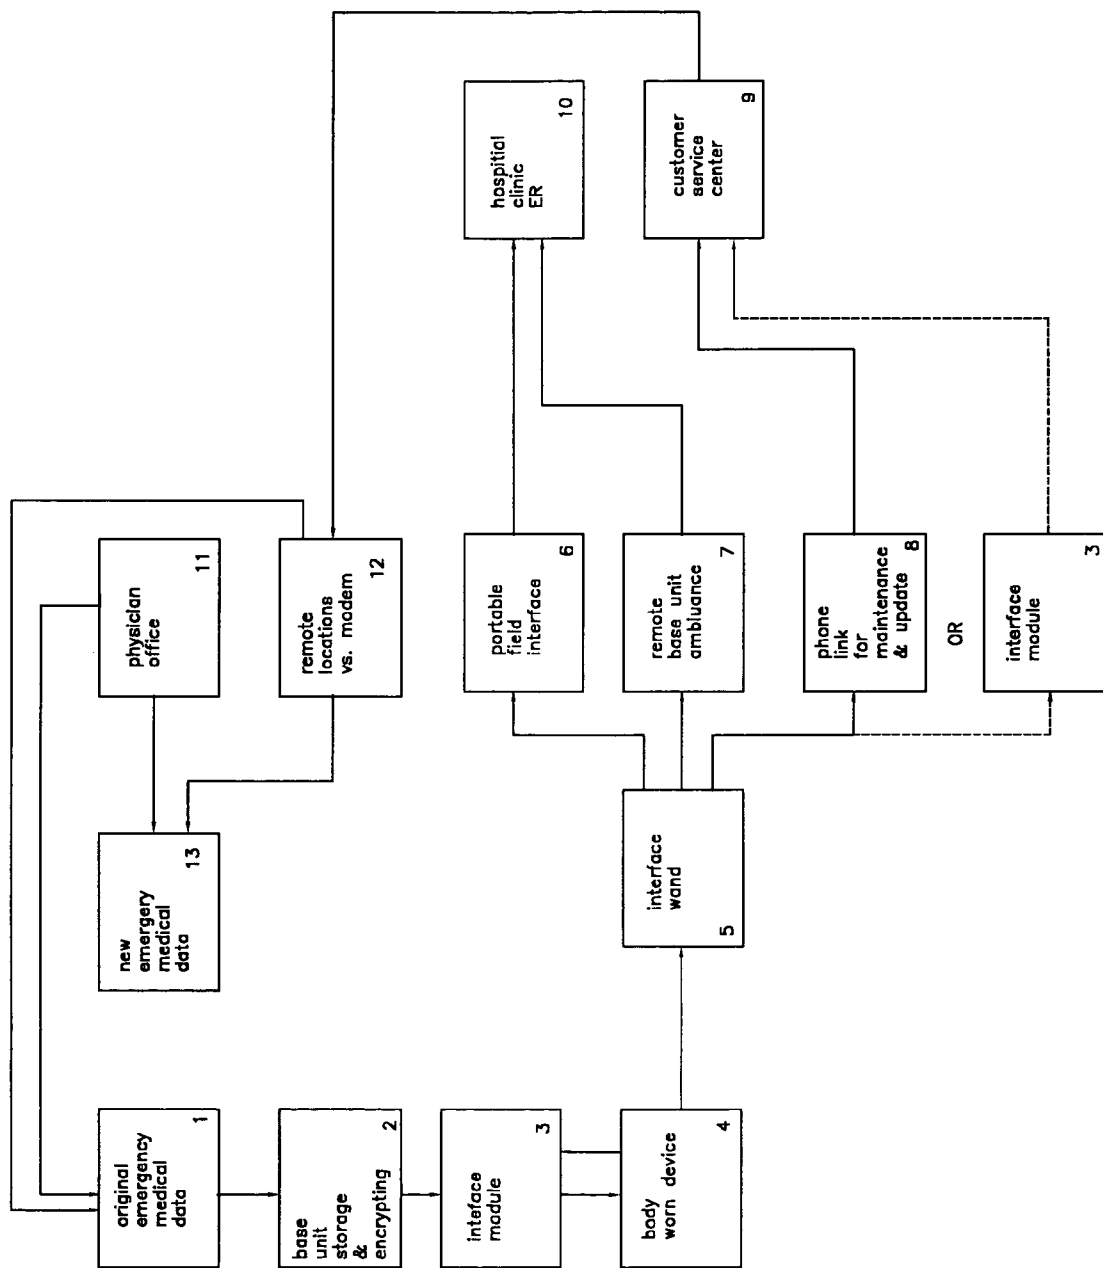 original
emergency
medical
data
1
new
emergery
medical
data
13
physician
office
11
base
unit
storage
&
encrypting
2
remote
locations
vs. modem
12
inteface
module
3
portable
field
interface
6
hospitial
clinic
ER
10
body
worn device
4
interface
wand
5
remote
base unit
ambluance
7
customer
service
center
9
phone
link
for
maintenance
& update
8
OR
interface
module
3